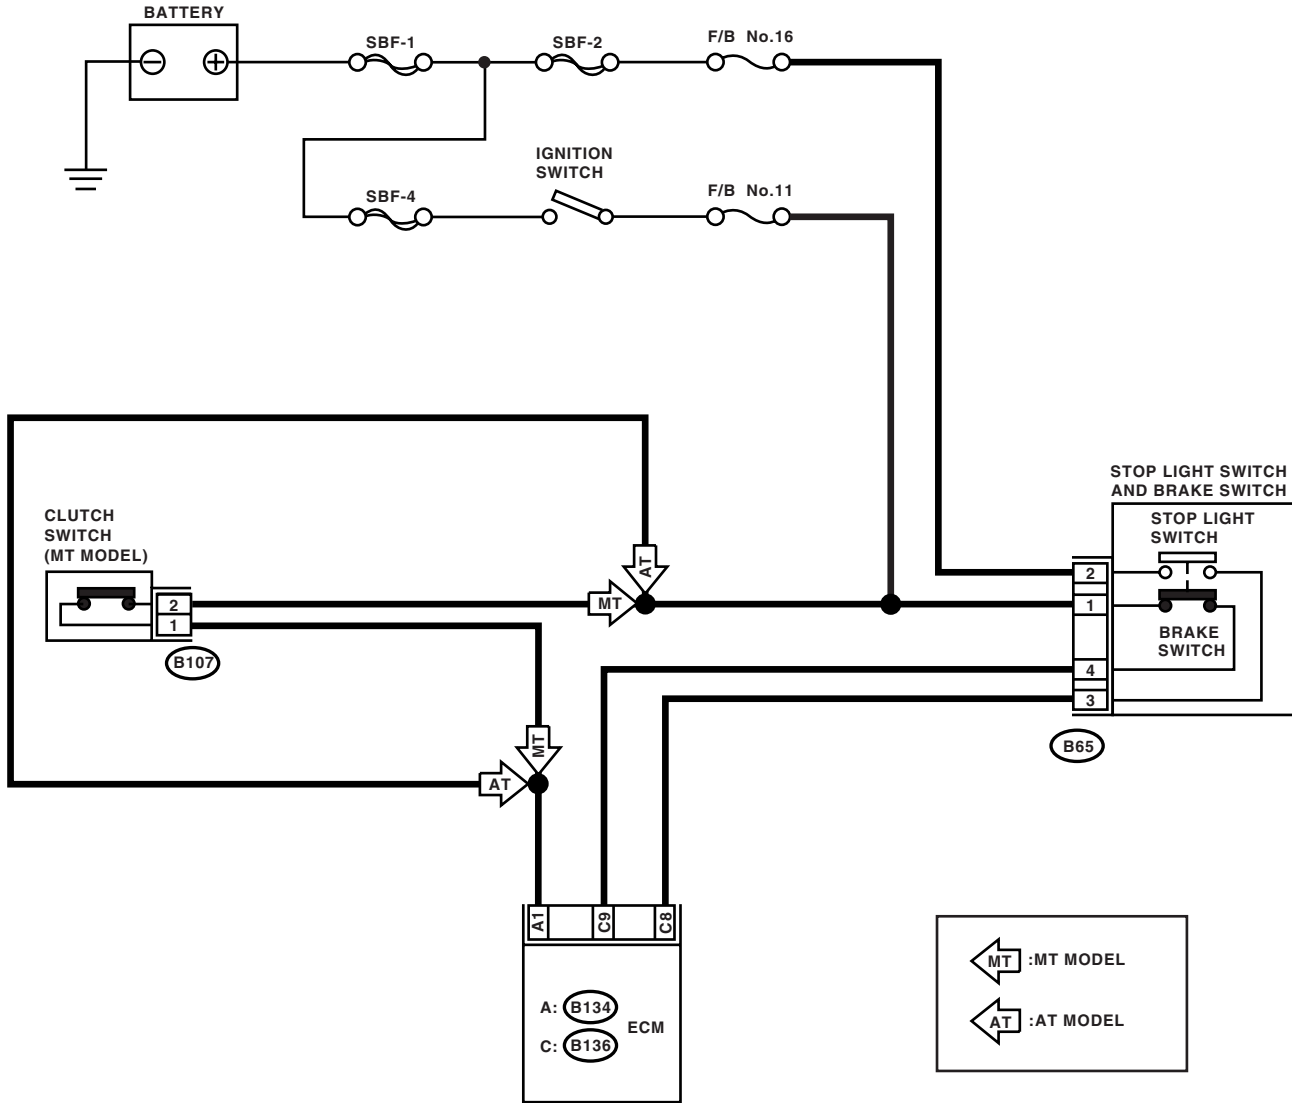 BATTERY
SBF-1
SBF-2
F/B No.16
IGNITION
SWITCH
SBF-4
F/B No.11
STOP LIGHT SWITCH
AND BRAKE SWITCH
STOP LIGHT
SWITCH
CLUTCH
SWITCH
(MT MODEL)
AT
MT
2
1
B107
2
1
4
3
BRAKE
SWITCH
B65
MT
AT
A1
C9
C8
A: B134
C: B136
ECM
MT :MT MODEL
AT :AT MODEL